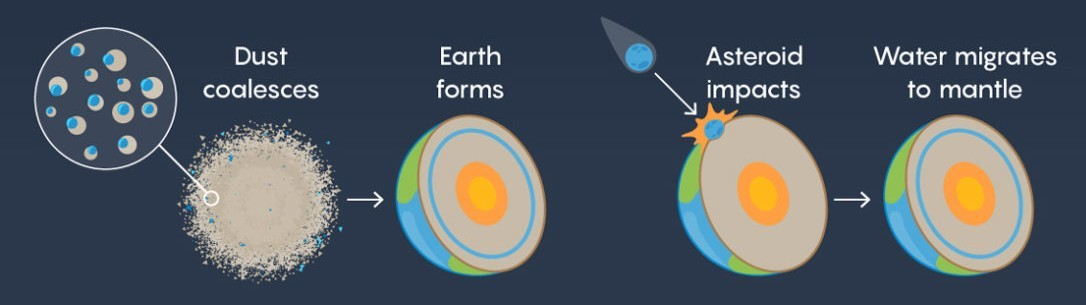 Dust
coalesces
Earth
forms
Asteroid
impacts
Water migrates
to mantle